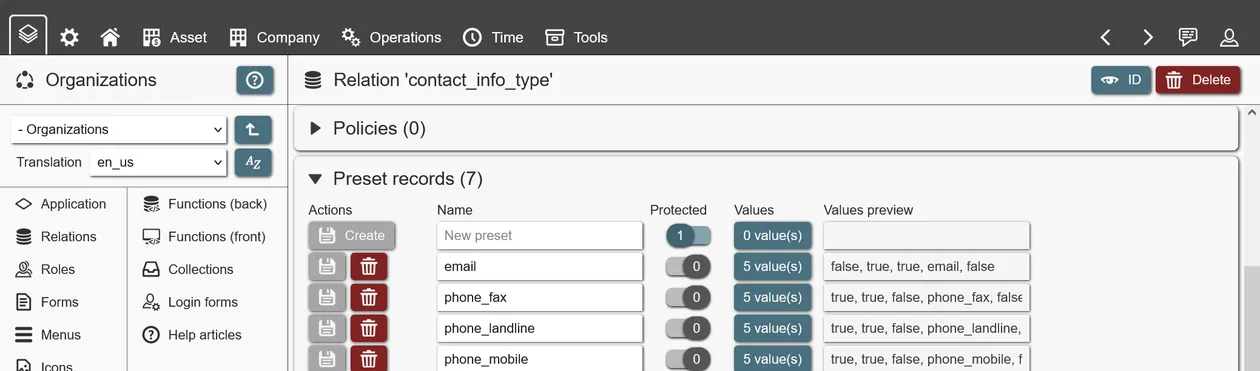 Asset Company Operations Time Tools
Organizations
Relation 'contact_info_type'
ID Delete
- Organizations
Translation en_us
AZ
Application Functions (back)
Relations Functions (front)
Roles Collections
Forms Login forms
Menus Help articles
Icons
Policies (0)
Preset records (7)
Actions Name Protected Values Values preview
Create New preset 1 0 value(s)
email 0 5 value(s) false, true, true, email, false
phone_fax 0 5 value(s) true, true, false, phone_fax, false
phone_landline 0 5 value(s) true, true, false, phone_landline,
phone_mobile 0 5 value(s) true, true, false, phone_mobile, f